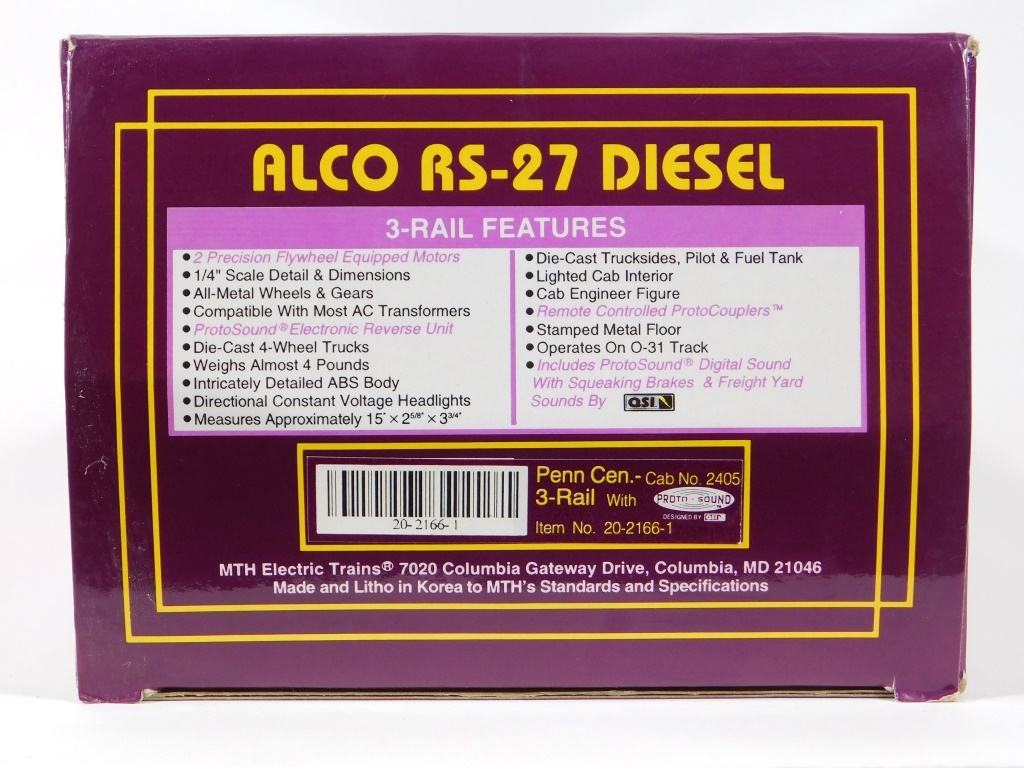 ALCO RS-27 DIESEL
3-RAIL FEATURES
• 2 Precision Flywheel Equipped Motors
• 1/4" Scale Detail & Dimensions
• All-Metal Wheels & Gears
• Compatible With Most AC Transformers
• ProtoSound® Electronic Reverse Unit
• Die-Cast 4-Wheel Trucks
• Weighs Almost 4 Pounds
• Intricately Detailed ABS Body
• Directional Constant Voltage Headlights
• Measures Approximately 15" × 2 5/8" × 3 3/4"
• Die-Cast Trucksides, Pilot & Fuel Tank
• Lighted Cab Interior
• Cab Engineer Figure
• Remote Controlled ProtoCouplers™
• Stamped Metal Floor
• Operates On O-31 Track
• Includes ProtoSound® Digital Sound
With Squeaking Brakes & Freight Yard
Sounds By QSI
20-2166-1
Penn Cen.- Cab No. 2405
3-Rail With PROTO-SOUND™
DESIGNED BY QSI
Item No. 20-2166-1
MTH Electric Trains® 7020 Columbia Gateway Drive, Columbia, MD 21046
Made and Litho in Korea to MTH's Standards and Specifications